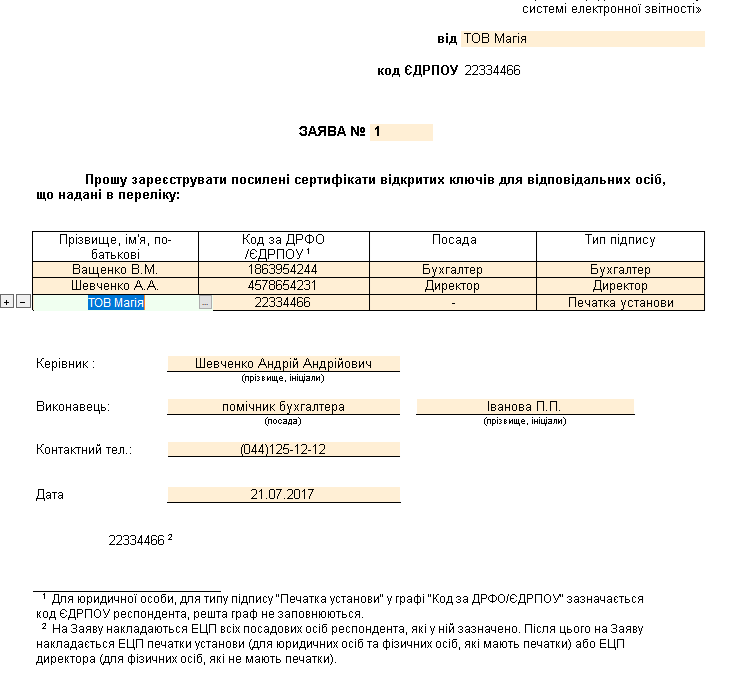 системі електронної звітності»
від ТОВ Магія
код ЄДРПОУ 22334466
ЗАЯВА № 1
Прошу зареєструвати посилені сертифікати відкритих ключів для відповідальних осіб,
що надані в переліку:
Прізвище, ім'я, по-
батькові
Код за ДРФО
/ЄДРПОУ ¹
Посада
Тип підпису
Ващенко В.М. 1863954244 Бухгалтер Бухгалтер
Шевченко А.А. 4578654231 Директор Директор
+ − ТОВ Магія ... 22334466 - Печатка установи
Керівник : Шевченко Андрій Андрійович
(прізвище, ініціали)
Виконавець: помічник бухгалтера Іванова П.П.
(посада) (прізвище, ініціали)
Контактний тел.: (044)125-12-12
Дата 21.07.2017
22334466 ²
¹ Для юридичної особи, для типу підпису "Печатка установи" у графі "Код за ДРФО/ЄДРПОУ" зазначається
код ЄДРПОУ респондента, решта граф не заповнюються.
² На Заяву накладаються ЕЦП всіх посадових осіб респондента, які у ній зазначено. Після цього на Заяву
накладається ЕЦП печатки установи (для юридичних осіб та фізичних осіб, які мають печатки) або ЕЦП
директора (для фізичних осіб, які не мають печатки).